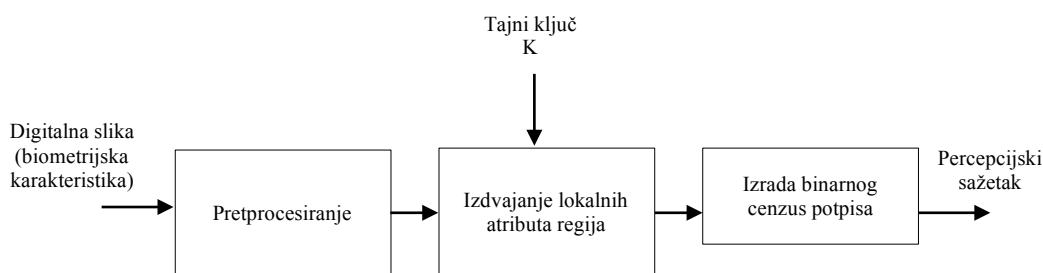 Tajni ključ
K
Digitalna slika
(biometrijska
karakteristika)
Pretprocesiranje
Izdvajanje lokalnih
atributa regija
Izrada binarnog
cenzus potpisa
Percepcijski
sažetak